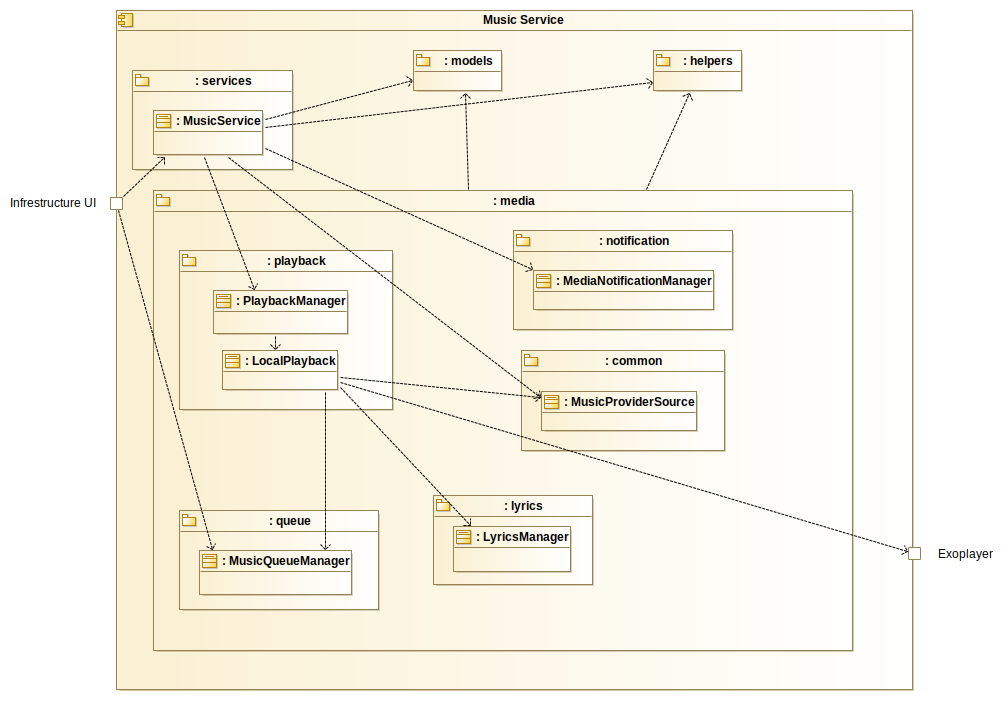 Music Service
: models
: helpers
: services
: MusicService
Infrestructure UI
: media
: notification
: MediaNotificationManager
: playback
: PlaybackManager
: LocalPlayback
: common
: MusicProviderSource
: lyrics
: LyricsManager
: queue
: MusicQueueManager
Exoplayer